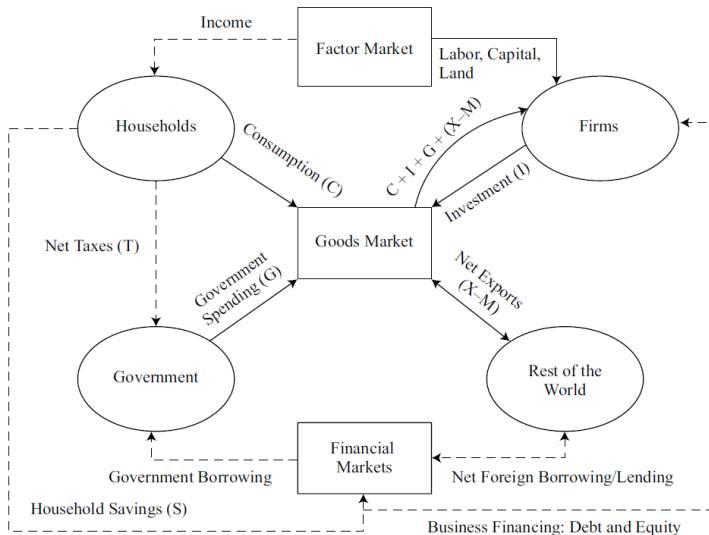 Income
Factor Market
Labor, Capital,
Land
Households
Firms
Consumption (C)
C + I + G + (X–M)
Investment (I)
Net Taxes (T)
Goods Market
Government
Spending (G)
Net Exports
(X–M)
Government
Rest of the
World
Financial
Markets
Government Borrowing
Net Foreign Borrowing/Lending
Household Savings (S)
Business Financing: Debt and Equity